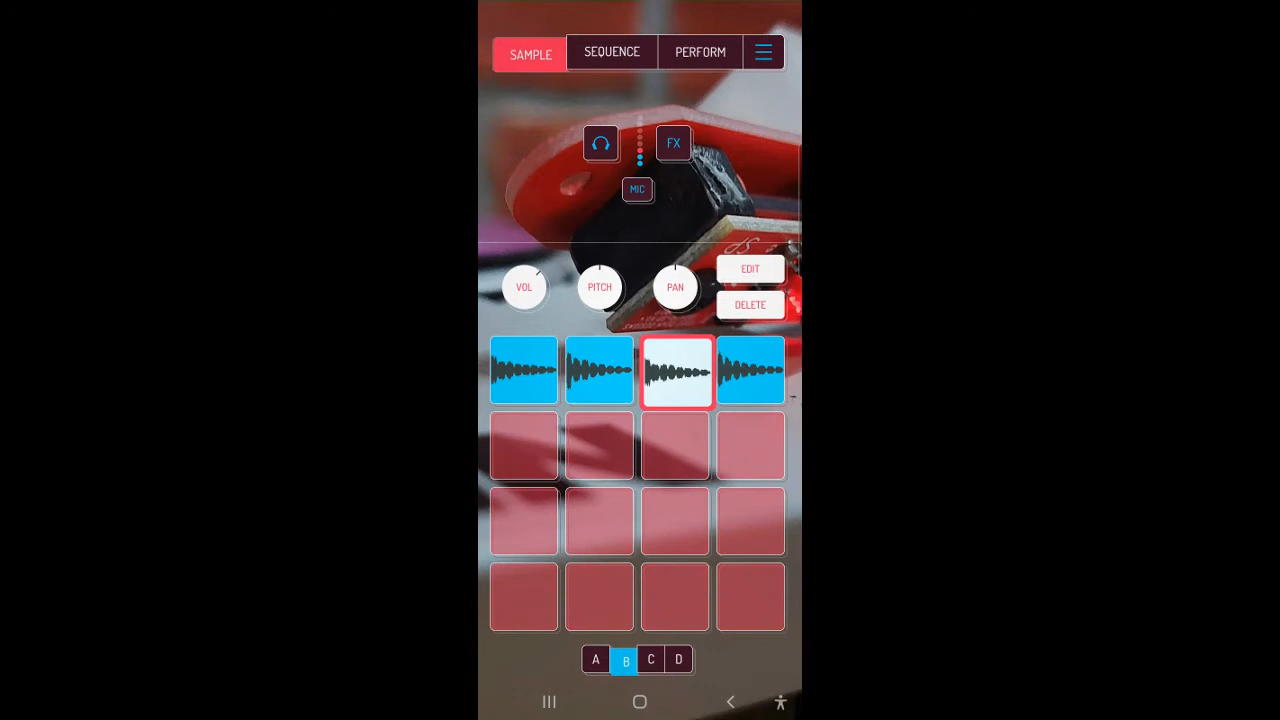 SAMPLE SEQUENCE PERFORM
FX
MIC
VOL PITCH PAN EDIT
DELETE
A B C D